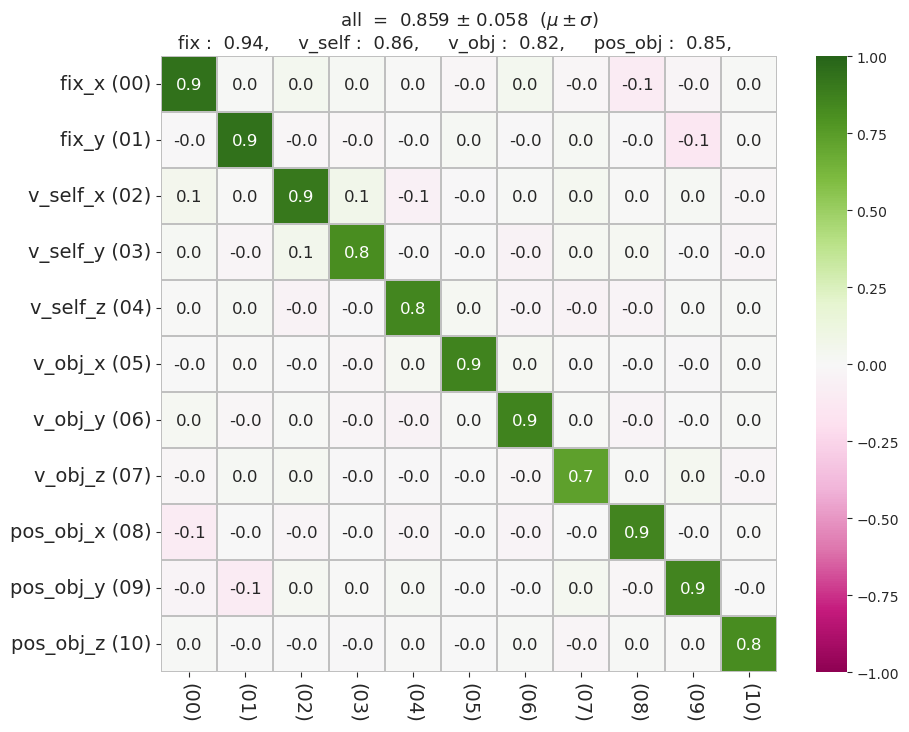 all  =  0.859 ± 0.058  (μ ± σ)
fix :  0.94,     v_self :  0.86,     v_obj :  0.82,     pos_obj :  0.85,
fix_x (00) 0.9 0.0 0.0 0.0 0.0 -0.0 0.0 -0.0 -0.1 -0.0 0.0
fix_y (01) -0.0 0.9 -0.0 -0.0 -0.0 0.0 -0.0 0.0 -0.0 -0.1 0.0
v_self_x (02) 0.1 0.0 0.9 0.1 -0.1 -0.0 0.0 0.0 0.0 0.0 -0.0
v_self_y (03) 0.0 -0.0 0.1 0.8 -0.0 -0.0 -0.0 0.0 0.0 -0.0 -0.0
v_self_z (04) 0.0 0.0 -0.0 -0.0 0.8 0.0 -0.0 -0.0 -0.0 0.0 0.0
v_obj_x (05) -0.0 0.0 -0.0 -0.0 0.0 0.9 0.0 0.0 -0.0 -0.0 0.0
v_obj_y (06) 0.0 -0.0 0.0 -0.0 -0.0 0.0 0.9 0.0 -0.0 -0.0 0.0
v_obj_z (07) -0.0 0.0 0.0 -0.0 -0.0 -0.0 -0.0 0.7 0.0 0.0 -0.0
pos_obj_x (08) -0.1 -0.0 -0.0 0.0 -0.0 -0.0 -0.0 -0.0 0.9 -0.0 0.0
pos_obj_y (09) -0.0 -0.1 0.0 0.0 0.0 -0.0 -0.0 0.0 -0.0 0.9 -0.0
pos_obj_z (10) 0.0 -0.0 -0.0 0.0 0.0 -0.0 0.0 -0.0 0.0 -0.0 0.8
(00) (01) (02) (03) (04) (05) (06) (07) (08) (09) (10)
1.00
0.75
0.50
0.25
0.00
−0.25
−0.50
−0.75
−1.00